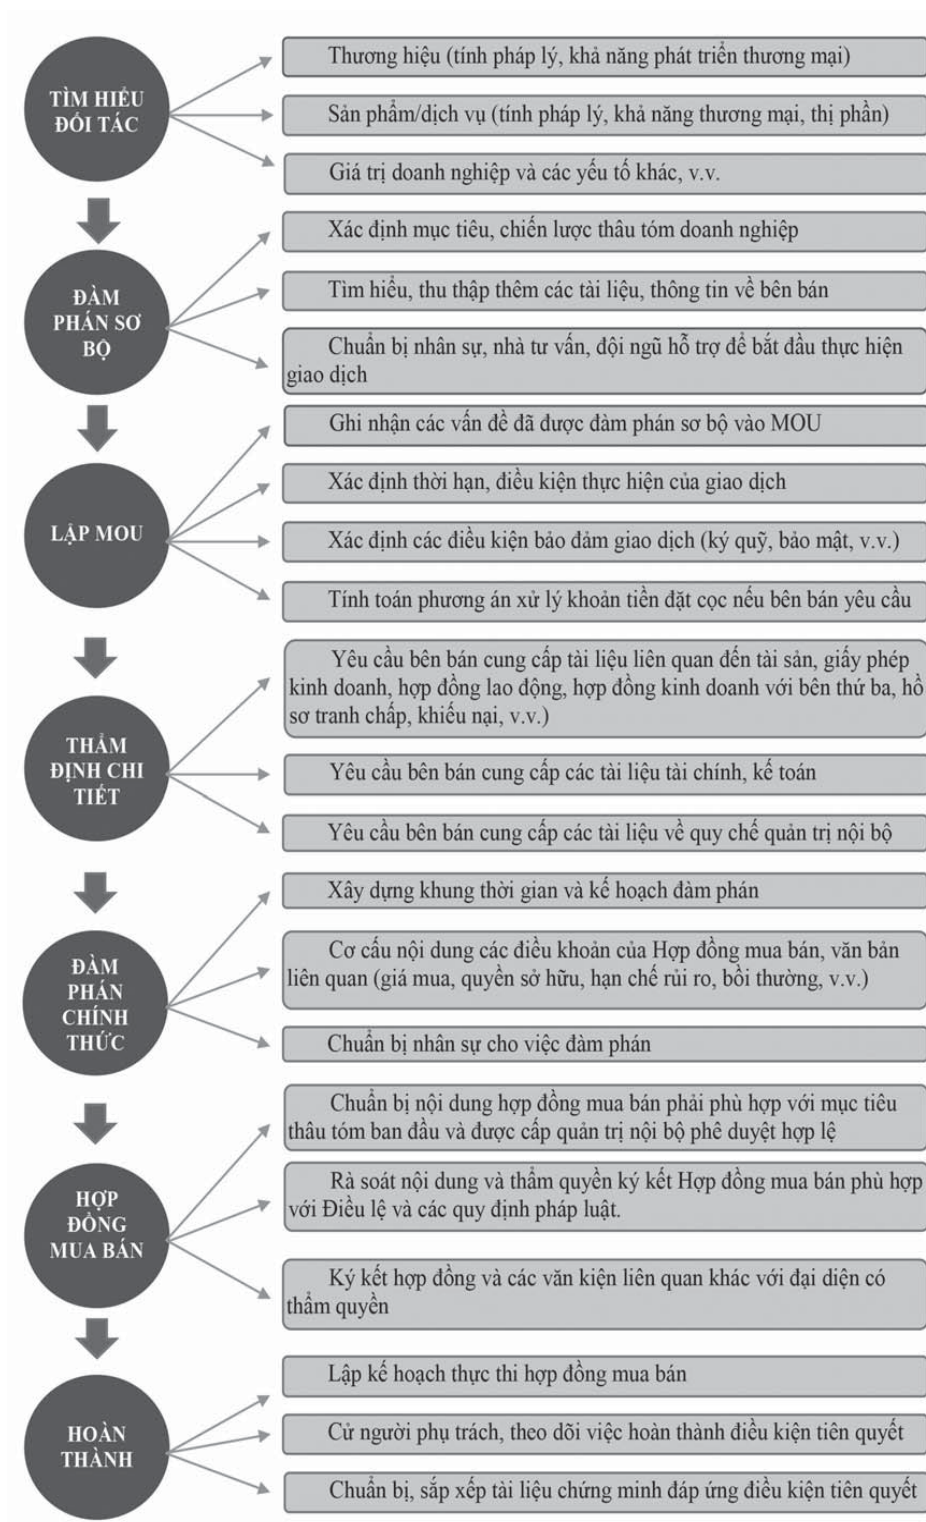 TÌM HIỂU
ĐỐI TÁC
Thương hiệu (tính pháp lý, khả năng phát triển thương mại)
Sản phẩm/dịch vụ (tính pháp lý, khả năng thương mại, thị phần)
Giá trị doanh nghiệp và các yếu tố khác, v.v.
ĐÀM
PHÁN SƠ
BỘ
Xác định mục tiêu, chiến lược thâu tóm doanh nghiệp
Tìm hiểu, thu thập thêm các tài liệu, thông tin về bên bán
Chuẩn bị nhân sự, nhà tư vấn, đội ngũ hỗ trợ để bắt đầu thực hiện
giao dịch
LẬP MOU
Ghi nhận các vấn đề đã được đàm phán sơ bộ vào MOU
Xác định thời hạn, điều kiện thực hiện của giao dịch
Xác định các điều kiện bảo đảm giao dịch (ký quỹ, bảo mật, v.v.)
Tính toán phương án xử lý khoản tiền đặt cọc nếu bên bán yêu cầu
THẨM
ĐỊNH CHI
TIẾT
Yêu cầu bên bán cung cấp tài liệu liên quan đến tài sản, giấy phép
kinh doanh, hợp đồng lao động, hợp đồng kinh doanh với bên thứ ba, hồ
sơ tranh chấp, khiếu nại, v.v.)
Yêu cầu bên bán cung cấp các tài liệu tài chính, kế toán
Yêu cầu bên bán cung cấp các tài liệu về quy chế quản trị nội bộ
ĐÀM
PHÁN
CHÍNH
THỨC
Xây dựng khung thời gian và kế hoạch đàm phán
Cơ cấu nội dung các điều khoản của Hợp đồng mua bán, văn bản
liên quan (giá mua, quyền sở hữu, hạn chế rủi ro, bồi thường, v.v.)
Chuẩn bị nhân sự cho việc đàm phán
HỢP
ĐỒNG
MUA BÁN
Chuẩn bị nội dung hợp đồng mua bán phải phù hợp với mục tiêu
thâu tóm ban đầu và được cấp quản trị nội bộ phê duyệt hợp lệ
Rà soát nội dung và thẩm quyền ký kết Hợp đồng mua bán phù hợp
với Điều lệ và các quy định pháp luật.
Ký kết hợp đồng và các văn kiện liên quan khác với đại diện có
thẩm quyền
HOÀN
THÀNH
Lập kế hoạch thực thi hợp đồng mua bán
Cử người phụ trách, theo dõi việc hoàn thành điều kiện tiên quyết
Chuẩn bị, sắp xếp tài liệu chứng minh đáp ứng điều kiện tiên quyết